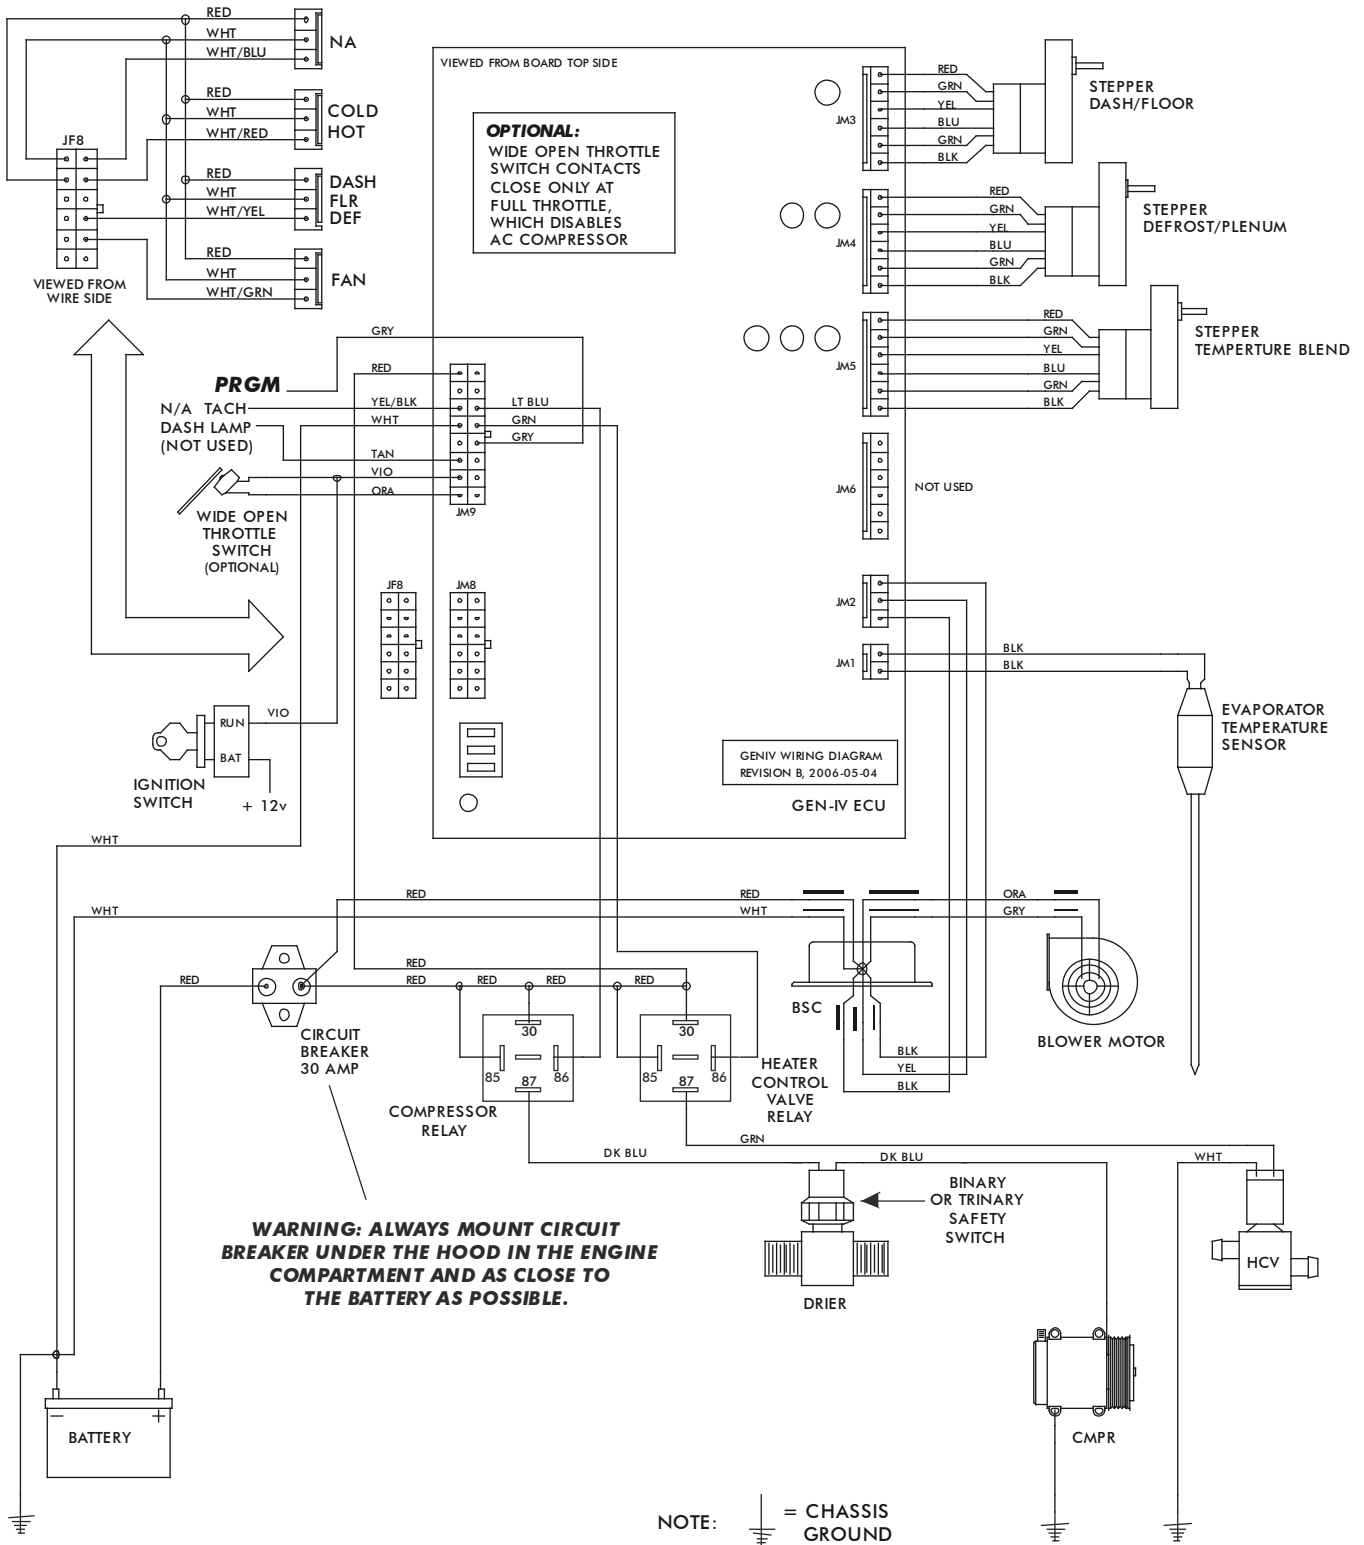 RED
WHT
WHT/BLU
NA
RED
WHT
WHT/RED
COLD
HOT
JF8
RED
WHT
WHT/YEL
DASH
FLR
DEF
RED
WHT
WHT/GRN
FAN
VIEWED FROM
WIRE SIDE
VIEWED FROM BOARD TOP SIDE
OPTIONAL:
WIDE OPEN THROTTLE
SWITCH CONTACTS
CLOSE ONLY AT
FULL THROTTLE,
WHICH DISABLES
AC COMPRESSOR
JM3
RED
GRN
YEL
BLU
GRN
BLK
STEPPER
DASH/FLOOR
JM4
RED
GRN
YEL
BLU
GRN
BLK
STEPPER
DEFROST/PLENUM
JM5
RED
GRN
YEL
BLU
GRN
BLK
STEPPER
TEMPERTURE BLEND
GRY
RED
PRGM
N/A TACH
YEL/BLK
DASH LAMP
WHT
(NOT USED)
TAN
VIO
ORA
LT BLU
GRN
GRY
JM9
WIDE OPEN
THROTTLE
SWITCH
(OPTIONAL)
JM6
NOT USED
JF8
JM8
JM2
JM1
BLK
BLK
EVAPORATOR
TEMPERATURE
SENSOR
RUN
VIO
BAT
IGNITION
SWITCH
+ 12v
GENIV WIRING DIAGRAM
REVISION B, 2006-05-04
GEN-IV ECU
WHT
RED
RED
ORA
WHT
WHT
GRY
RED
RED
RED
RED
RED
RED
BSC
BLOWER MOTOR
CIRCUIT
BREAKER
30 AMP
30
85
87
86
COMPRESSOR
RELAY
30
85
87
86
HEATER
CONTROL
VALVE
RELAY
BLK
YEL
BLK
GRN
DK BLU
DK BLU
WHT
BINARY
OR TRINARY
SAFETY
SWITCH
DRIER
HCV
WARNING: ALWAYS MOUNT CIRCUIT
BREAKER UNDER THE HOOD IN THE ENGINE
COMPARTMENT AND AS CLOSE TO
THE BATTERY AS POSSIBLE.
— +
BATTERY
CMPR
NOTE:
= CHASSIS
GROUND